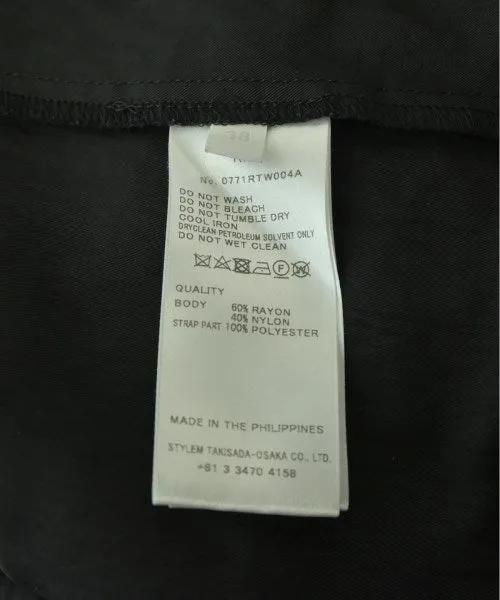 38
No. 0771RTW004A
DO NOT WASH
DO NOT BLEACH
DO NOT TUMBLE DRY
COOL IRON
DRYCLEAN PETROLEUM SOLVENT ONLY
DO NOT WET CLEAN
QUALITY
BODY 60% RAYON
40% NYLON
STRAP PART 100% POLYESTER
MADE IN THE PHILIPPINES
STYLEM TAKISADA-OSAKA CO., LTD.
+81 3 3470 4158